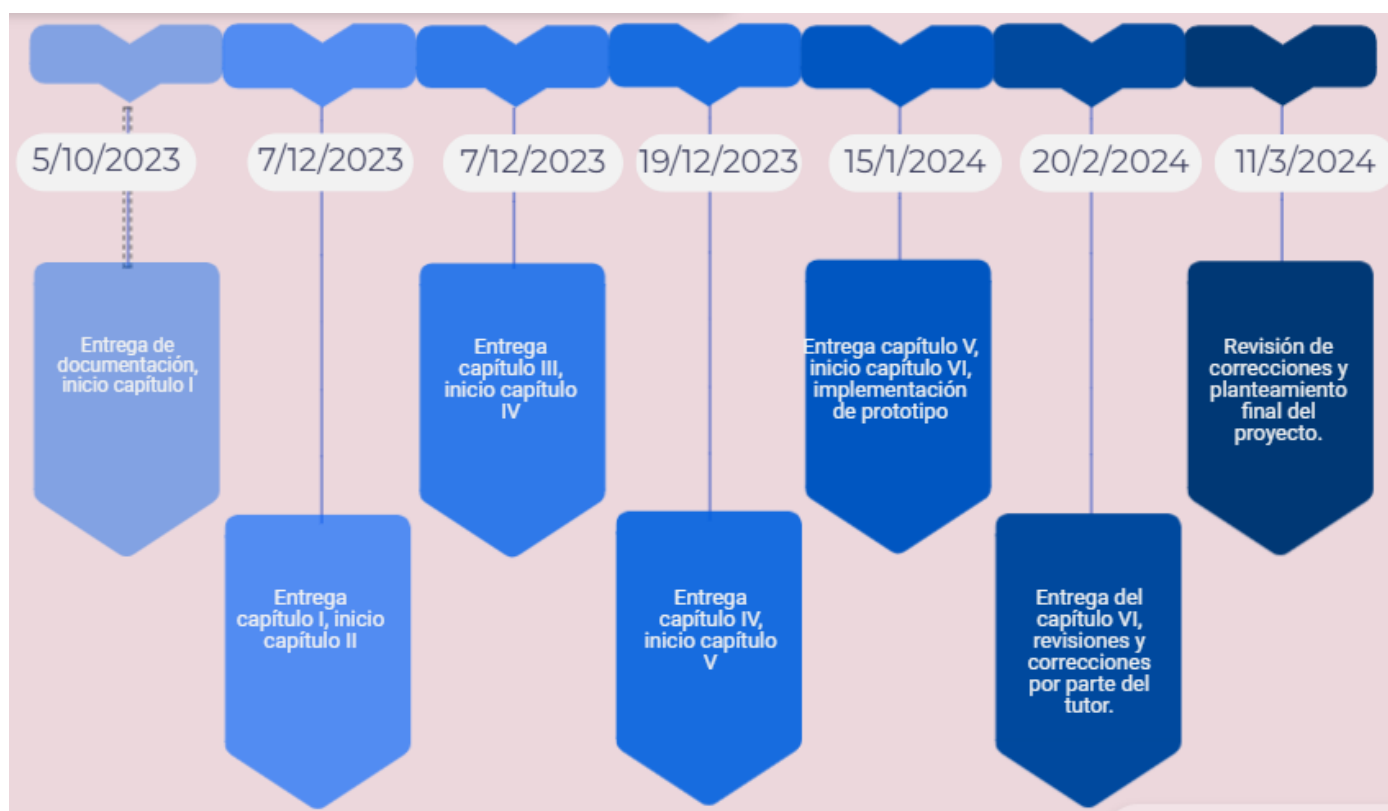 5/10/2023
7/12/2023
7/12/2023
19/12/2023
15/1/2024
20/2/2024
11/3/2024
Entrega de
documentación,
inicio capítulo I
Entrega
capítulo III,
inicio capítulo
IV
Entrega capítulo V,
inicio capítulo VI,
implementación
de prototipo
Revisión de
correcciones y
planteamiento
final del
proyecto.
Entrega
capítulo I, inicio
capítulo II
Entrega
capítulo IV,
inicio capítulo
V
Entrega del
capítulo VI,
revisiones y
correcciones
por parte del
tutor.